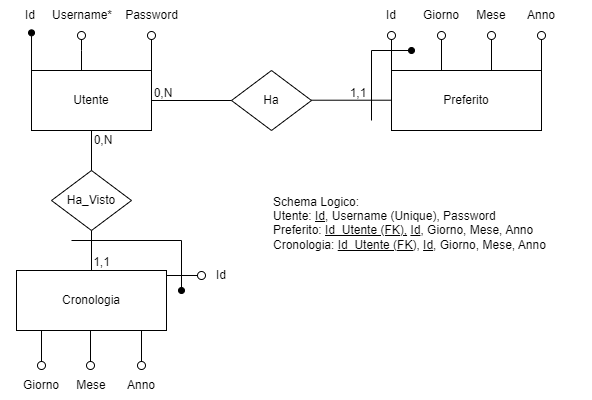 Id Username* Password
Id Giorno Mese Anno
Utente
0,N
Ha
1,1
Preferito
0,N
Ha_Visto
1,1
Cronologia
Id
Giorno Mese Anno
Schema Logico:
Utente: Id, Username (Unique), Password
Preferito: Id_Utente (FK), Id, Giorno, Mese, Anno
Cronologia: Id_Utente (FK), Id, Giorno, Mese, Anno